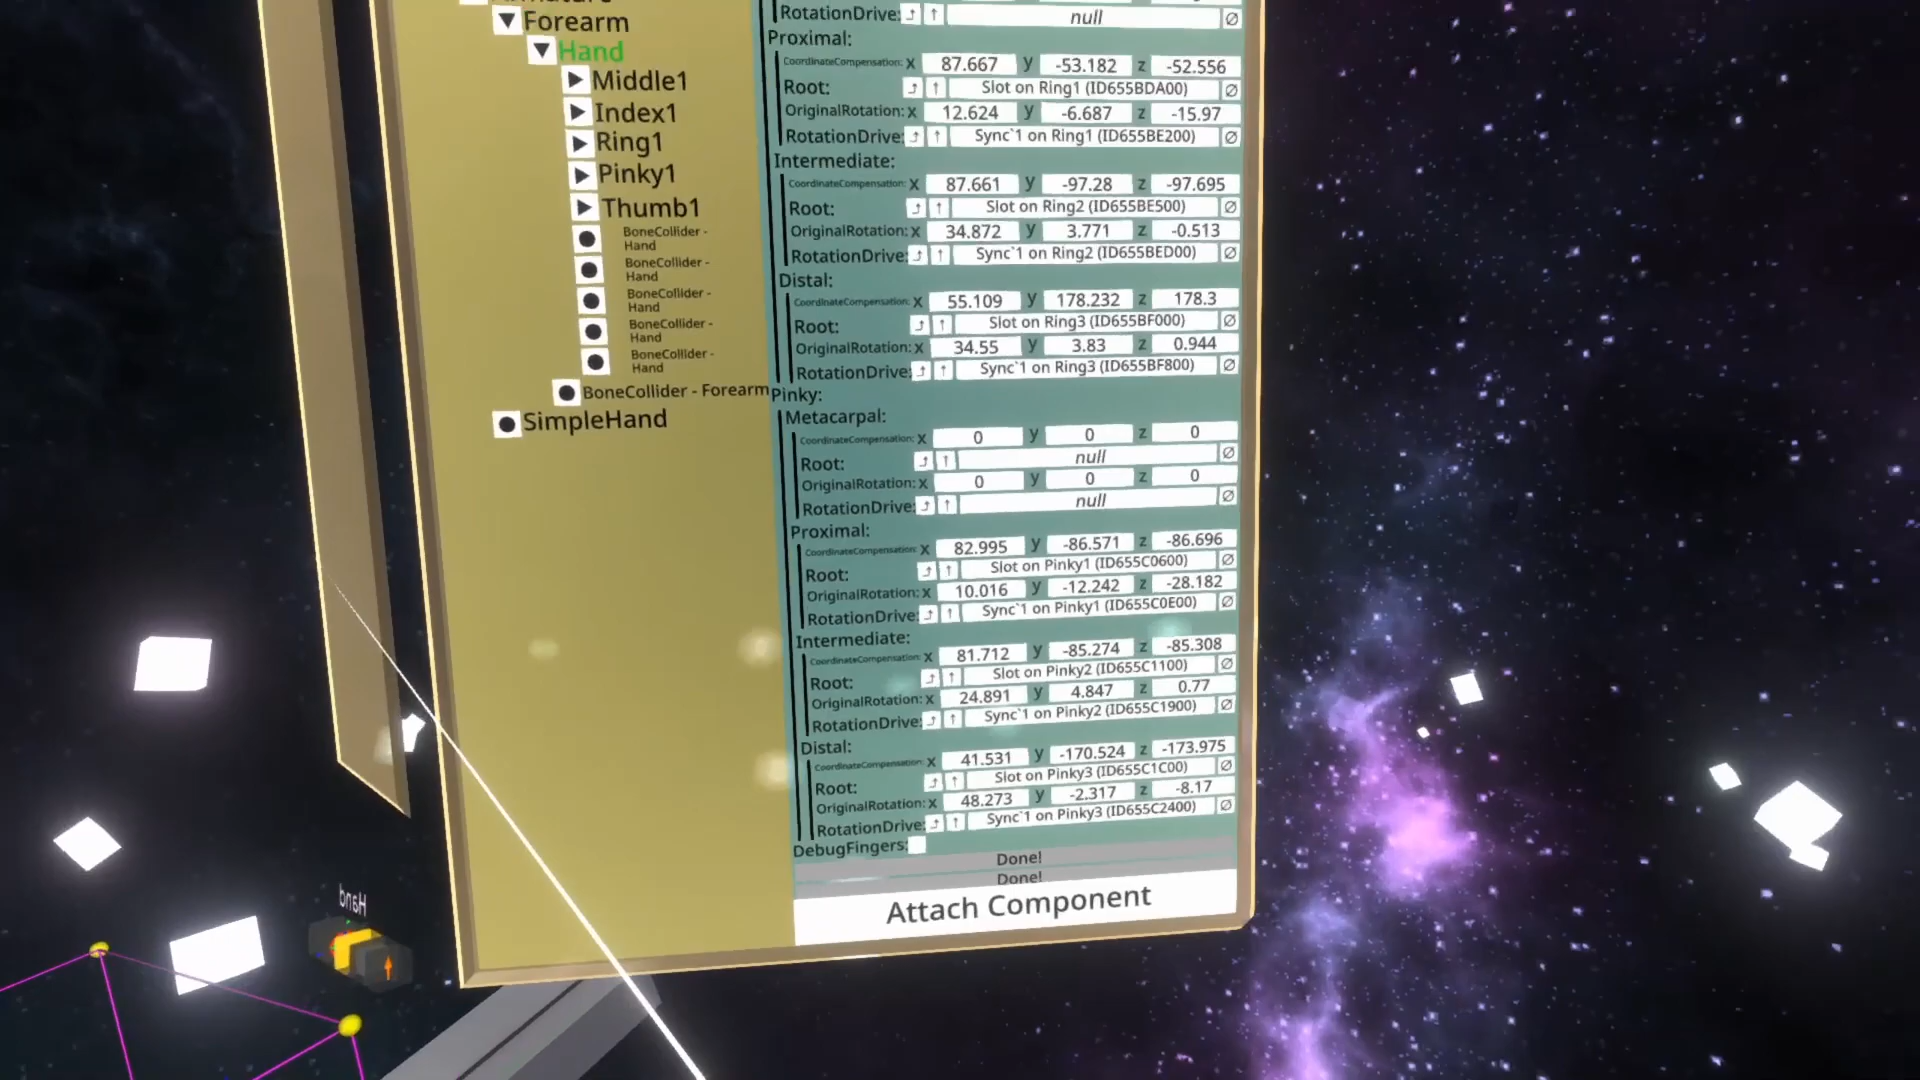 Forearm
Hand
Middle1
Index1
Ring1
Pinky1
Thumb1
BoneCollider -
Hand
BoneCollider -
Hand
BoneCollider -
Hand
BoneCollider -
Hand
BoneCollider -
Hand
BoneCollider - Forearm
SimpleHand
RotationDrive: null
Proximal:
CoordinateCompensation: x 87.667 y -53.182 z -52.556
Root: Slot on Ring1 (ID655BDA00)
OriginalRotation: x 12.624 y -6.687 z -15.97
RotationDrive: Sync`1 on Ring1 (ID655BE200)
Intermediate:
CoordinateCompensation: x 87.661 y -97.28 z -97.695
Root: Slot on Ring2 (ID655BE500)
OriginalRotation: x 34.872 y 3.771 z -0.513
RotationDrive: Sync`1 on Ring2 (ID655BED00)
Distal:
CoordinateCompensation: x 55.109 y 178.232 z 178.3
Root: Slot on Ring3 (ID655BF000)
OriginalRotation: x 34.55 y 3.83 z 0.944
RotationDrive: Sync`1 on Ring3 (ID655BF800)
Pinky:
Metacarpal:
CoordinateCompensation: x 0 y 0 z 0
Root: null
OriginalRotation: x 0 y 0 z 0
RotationDrive: null
Proximal:
CoordinateCompensation: x 82.995 y -86.571 z -86.696
Root: Slot on Pinky1 (ID655C0600)
OriginalRotation: x 10.016 y -12.242 z -28.182
RotationDrive: Sync`1 on Pinky1 (ID655C0E00)
Intermediate:
CoordinateCompensation: x 81.712 y -85.274 z -85.308
Root: Slot on Pinky2 (ID655C1100)
OriginalRotation: x 24.891 y 4.847 z 0.77
RotationDrive: Sync`1 on Pinky2 (ID655C1900)
Distal:
CoordinateCompensation: x 41.531 y -170.524 z -173.975
Root: Slot on Pinky3 (ID655C1C00)
OriginalRotation: x 48.273 y -2.317 z -8.17
RotationDrive: Sync`1 on Pinky3 (ID655C2400)
DebugFingers:
Done!
Done!
Attach Component
Hand